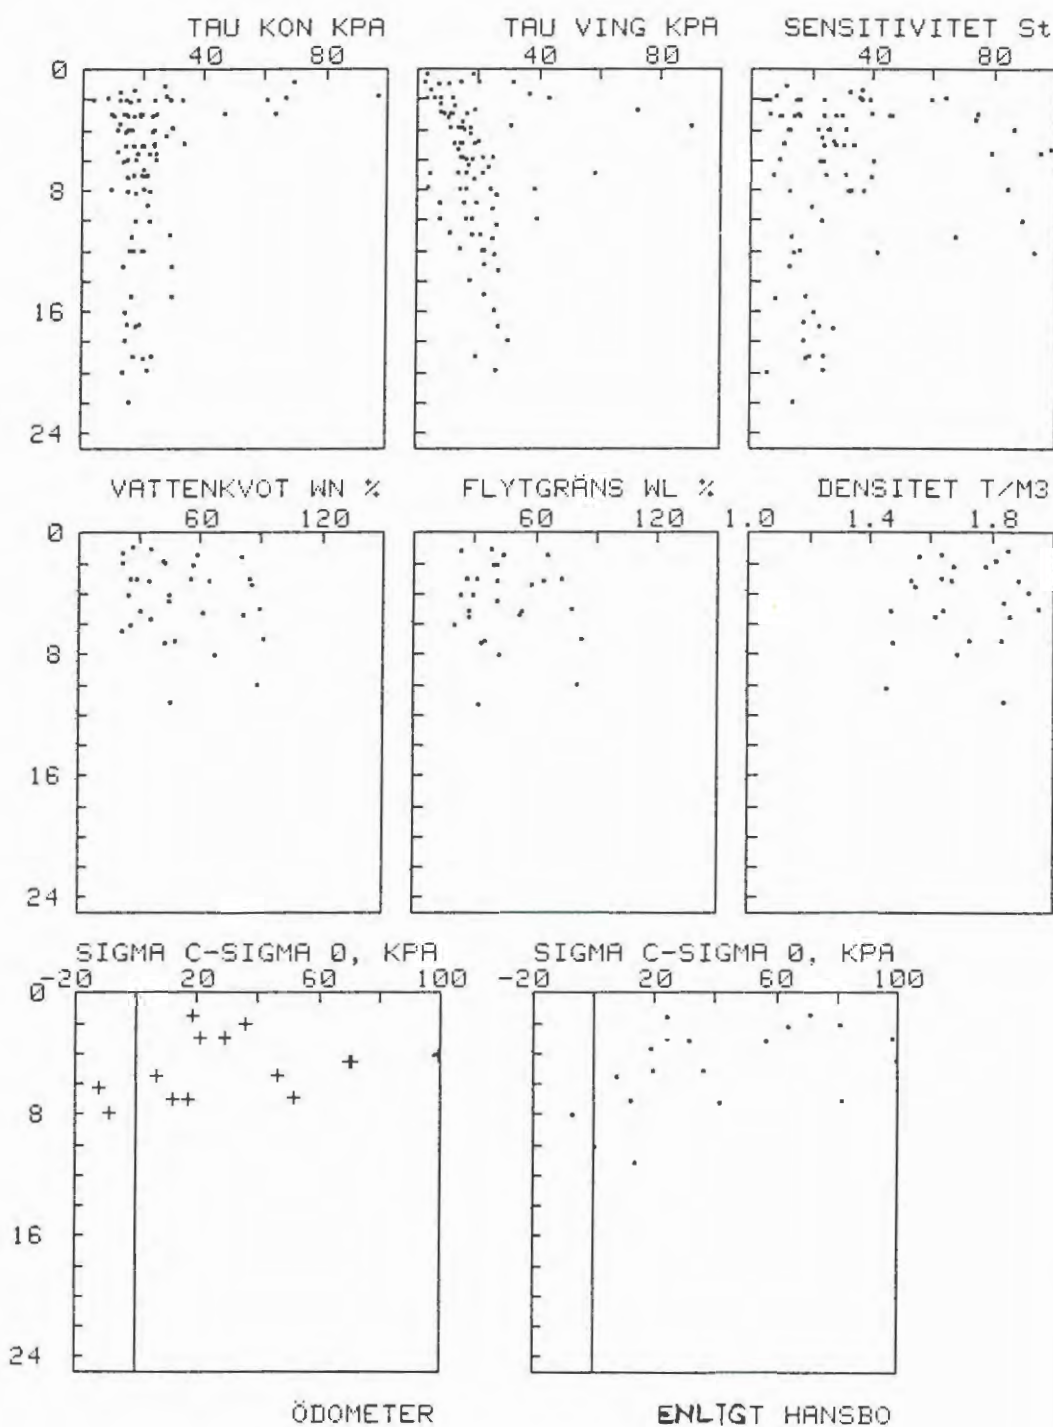 TAU KON KPA TAU VING KPA SENSITIVITET St
40 80 40 80 40 80
0
8
16
24
VATTENKVOT WN % FLYTGRÄNS WL % DENSITET T/M3
60 120 60 120 1.0 1.4 1.8
0
8
16
24
SIGMA C-SIGMA 0, KPA SIGMA C-SIGMA 0, KPA
-20 20 60 100 -20 20 60 100
0
8
16
24
ÖDOMETER ENLIGT HANSBO